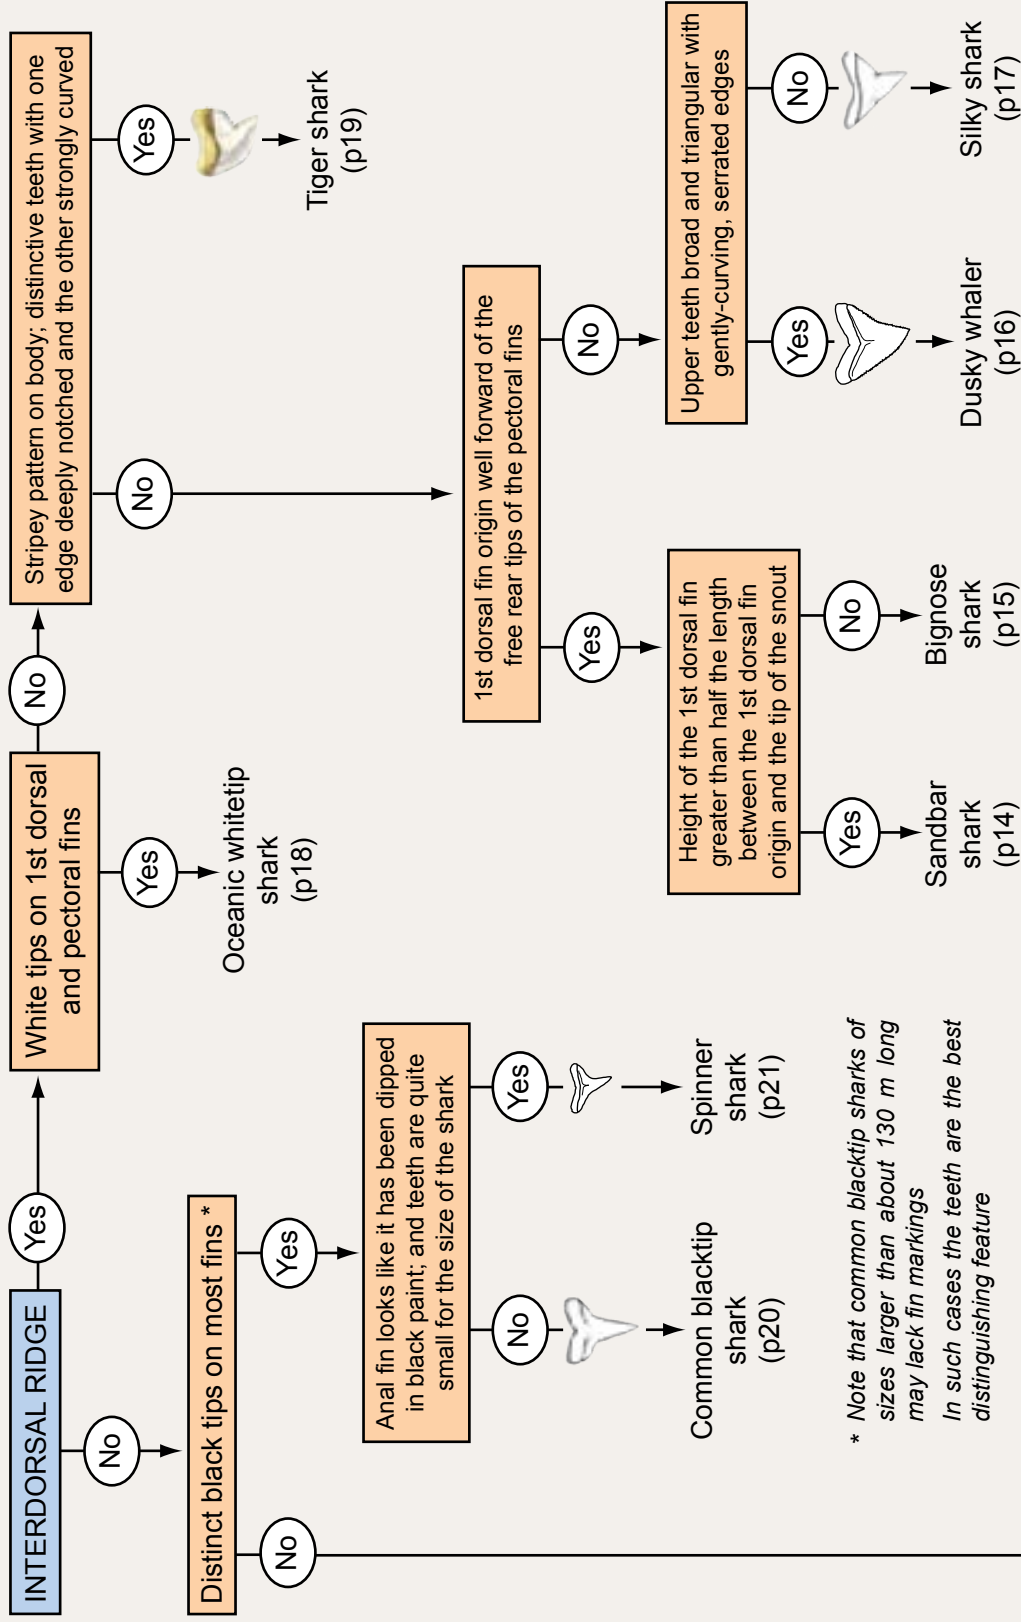 INTERDORSAL RIDGE
Yes
White tips on 1st dorsal
and pectoral fins
No
Stripey pattern on body; distinctive teeth with one
edge deeply notched and the other strongly curved
Yes
Tiger shark
(p19)
No
Yes
Oceanic whitetip
shark
(p18)
No
Distinct black tips on most fins *
Yes
No
Anal fin looks like it has been dipped
in black paint; and teeth are quite
small for the size of the shark
No
Common blacktip
shark
(p20)
Yes
Spinner
shark
(p21)
1st dorsal fin origin well forward of the
free rear tips of the pectoral fins
Yes
No
Height of the 1st dorsal fin
greater than half the length
between the 1st dorsal fin
origin and the tip of the snout
Yes
Sandbar
shark
(p14)
No
Bignose
shark
(p15)
Upper teeth broad and triangular with
gently-curving, serrated edges
Yes
Dusky whaler
(p16)
No
Silky shark
(p17)
* Note that common blacktip sharks of
sizes larger than about 130 m long
may lack fin markings
In such cases the teeth are the best
distinguishing feature